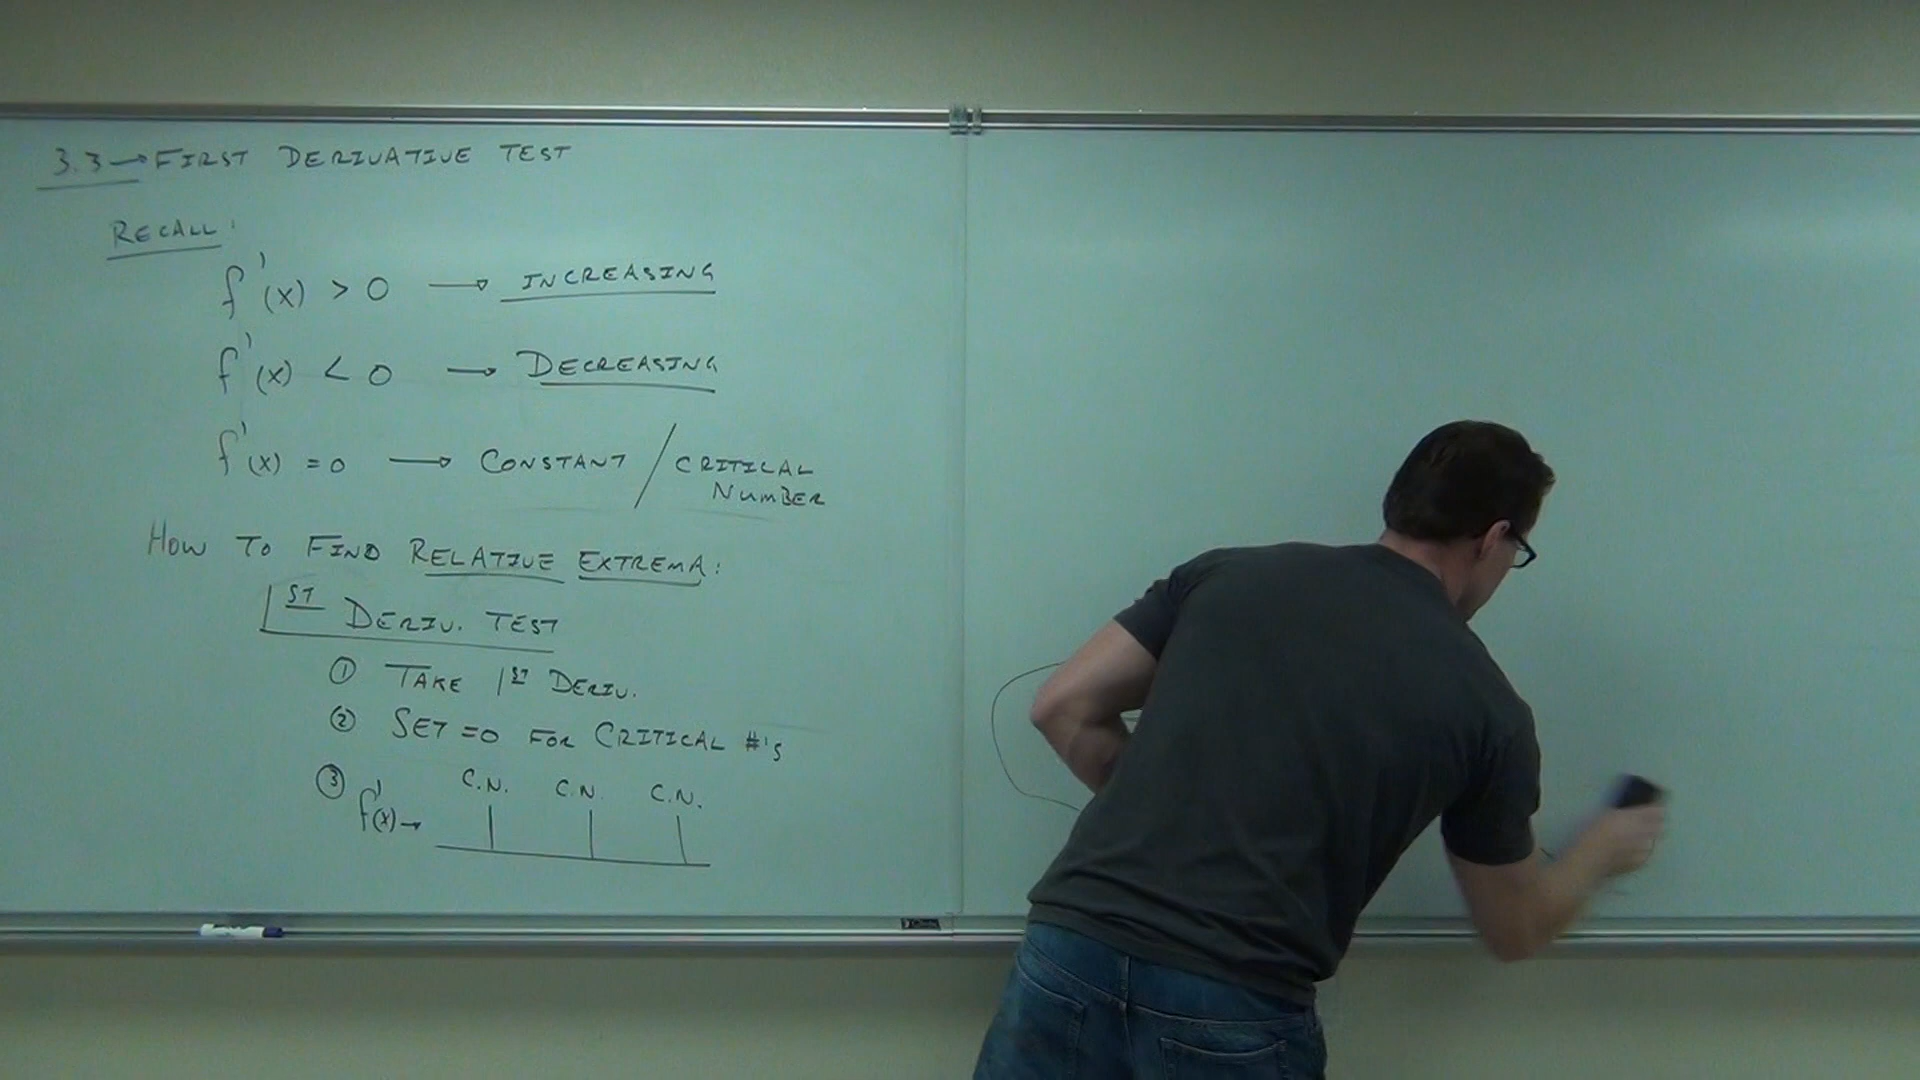 3.3 → FIRST DERIVATIVE TEST
RECALL:
f'(x) > 0 → INCREASING
f'(x) < 0 → DECREASING
f'(x) = 0 → CONSTANT / CRITICAL
NUMBER
HOW TO FIND RELATIVE EXTREMA:
1ST DERIV. TEST
① TAKE 1ST DERIV.
② SET =0 FOR CRITICAL #'S
③ C.N. C.N. C.N.
f'(x) →